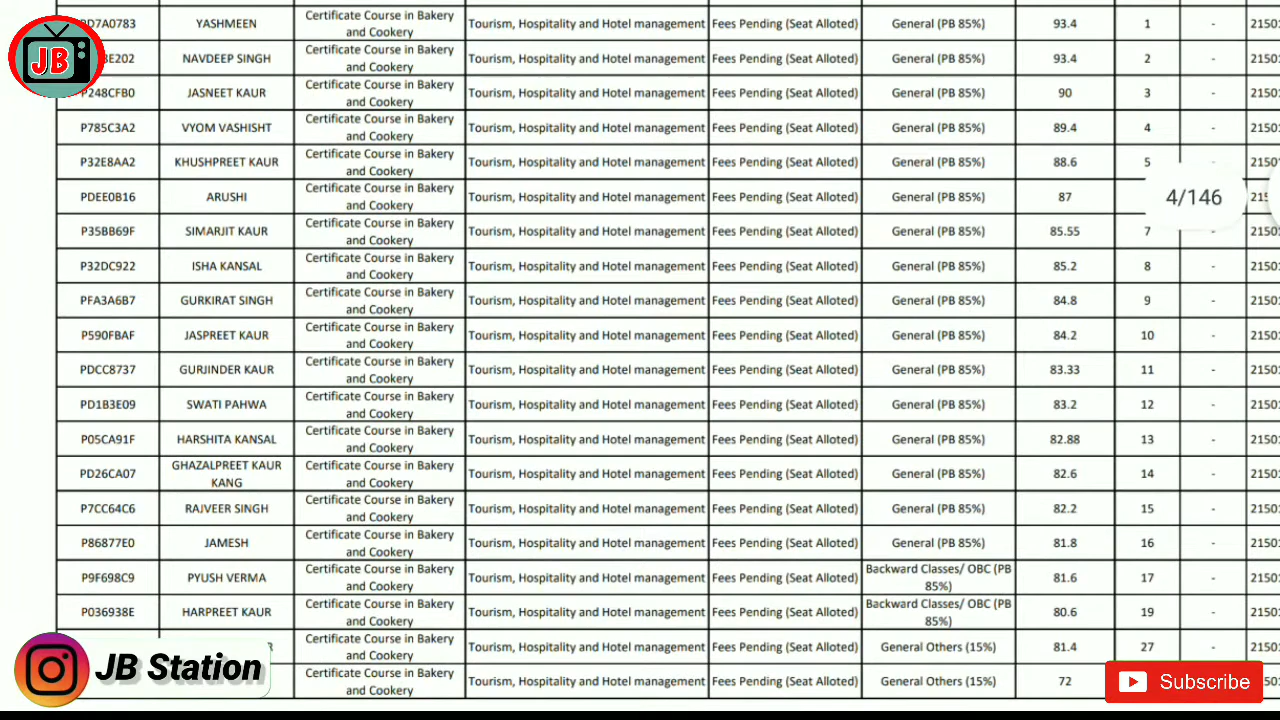 PD7A0783 YASHMEEN Certificate Course in Bakery and Cookery Tourism, Hospitality and Hotel management Fees Pending (Seat Alloted) General (PB 85%) 93.4 1 - 2150
E202 NAVDEEP SINGH Certificate Course in Bakery and Cookery Tourism, Hospitality and Hotel management Fees Pending (Seat Alloted) General (PB 85%) 93.4 2 - 2150
P248CFB0 JASNEET KAUR Certificate Course in Bakery and Cookery Tourism, Hospitality and Hotel management Fees Pending (Seat Alloted) General (PB 85%) 90 3 - 2150
P785C3A2 VYOM VASHISHT Certificate Course in Bakery and Cookery Tourism, Hospitality and Hotel management Fees Pending (Seat Alloted) General (PB 85%) 89.4 4 - 2150
P32E8AA2 KHUSHPREET KAUR Certificate Course in Bakery and Cookery Tourism, Hospitality and Hotel management Fees Pending (Seat Alloted) General (PB 85%) 88.6 5 - 2150
PDEE0B16 ARUSHI Certificate Course in Bakery and Cookery Tourism, Hospitality and Hotel management Fees Pending (Seat Alloted) General (PB 85%) 87 4/146 215
P35BB69F SIMARJIT KAUR Certificate Course in Bakery and Cookery Tourism, Hospitality and Hotel management Fees Pending (Seat Alloted) General (PB 85%) 85.55 7 - 2150
P32DC922 ISHA KANSAL Certificate Course in Bakery and Cookery Tourism, Hospitality and Hotel management Fees Pending (Seat Alloted) General (PB 85%) 85.2 8 - 2150
PFA3A6B7 GURKIRAT SINGH Certificate Course in Bakery and Cookery Tourism, Hospitality and Hotel management Fees Pending (Seat Alloted) General (PB 85%) 84.8 9 - 2150
P590FBAF JASPREET KAUR Certificate Course in Bakery and Cookery Tourism, Hospitality and Hotel management Fees Pending (Seat Alloted) General (PB 85%) 84.2 10 - 2150
PDCC8737 GURJINDER KAUR Certificate Course in Bakery and Cookery Tourism, Hospitality and Hotel management Fees Pending (Seat Alloted) General (PB 85%) 83.33 11 - 2150
PD1B3E09 SWATI PAHWA Certificate Course in Bakery and Cookery Tourism, Hospitality and Hotel management Fees Pending (Seat Alloted) General (PB 85%) 83.2 12 - 2150
P05CA91F HARSHITA KANSAL Certificate Course in Bakery and Cookery Tourism, Hospitality and Hotel management Fees Pending (Seat Alloted) General (PB 85%) 82.88 13 - 2150
PD26CA07 GHAZALPREET KAUR KANG Certificate Course in Bakery and Cookery Tourism, Hospitality and Hotel management Fees Pending (Seat Alloted) General (PB 85%) 82.6 14 - 2150
P7CC64C6 RAJVEER SINGH Certificate Course in Bakery and Cookery Tourism, Hospitality and Hotel management Fees Pending (Seat Alloted) General (PB 85%) 82.2 15 - 2150
P86877E0 JAMESH Certificate Course in Bakery and Cookery Tourism, Hospitality and Hotel management Fees Pending (Seat Alloted) General (PB 85%) 81.8 16 - 2150
P9F698C9 PYUSH VERMA Certificate Course in Bakery and Cookery Tourism, Hospitality and Hotel management Fees Pending (Seat Alloted) Backward Classes/ OBC (PB 85%) 81.6 17 - 2150
P036938E HARPREET KAUR Certificate Course in Bakery and Cookery Tourism, Hospitality and Hotel management Fees Pending (Seat Alloted) Backward Classes/ OBC (PB 85%) 80.6 19 - 2150
Certificate Course in Bakery and Cookery Tourism, Hospitality and Hotel management Fees Pending (Seat Alloted) General Others (15%) 81.4 27 - 2150
Certificate Course in Bakery and Cookery Tourism, Hospitality and Hotel management Fees Pending (Seat Alloted) General Others (15%) 72
JB
JB Station
Subscribe